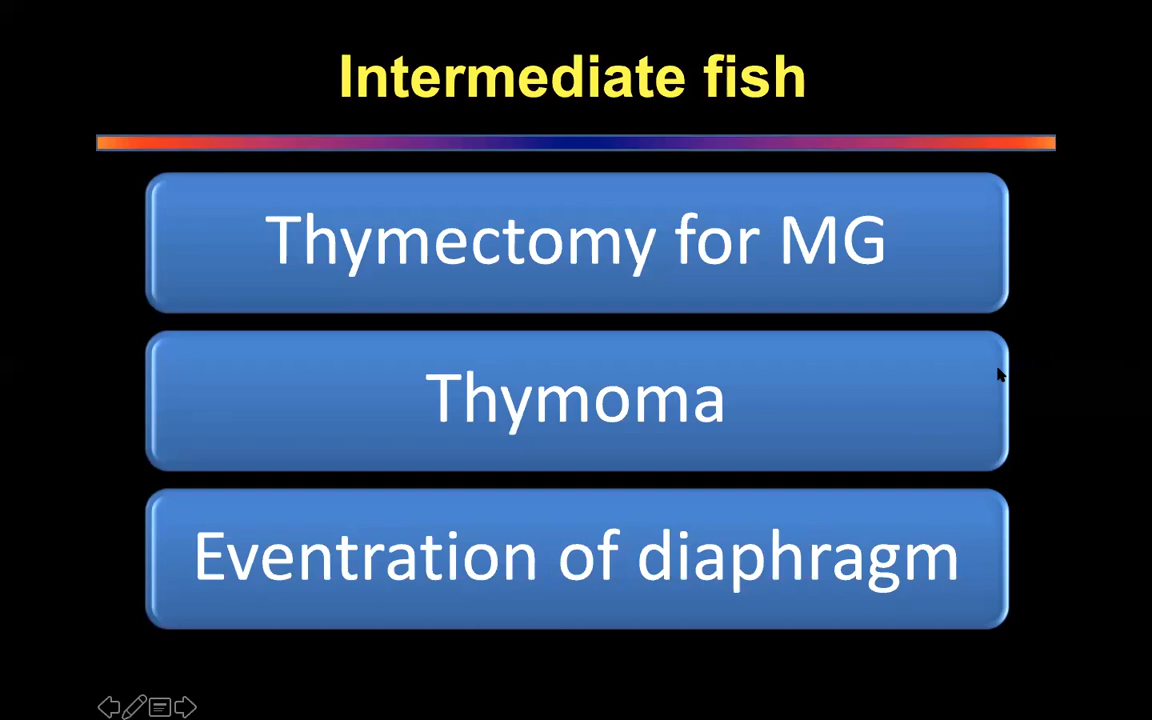 Intermediate fish
Thymectomy for MG
Thymoma
Eventration of diaphragm